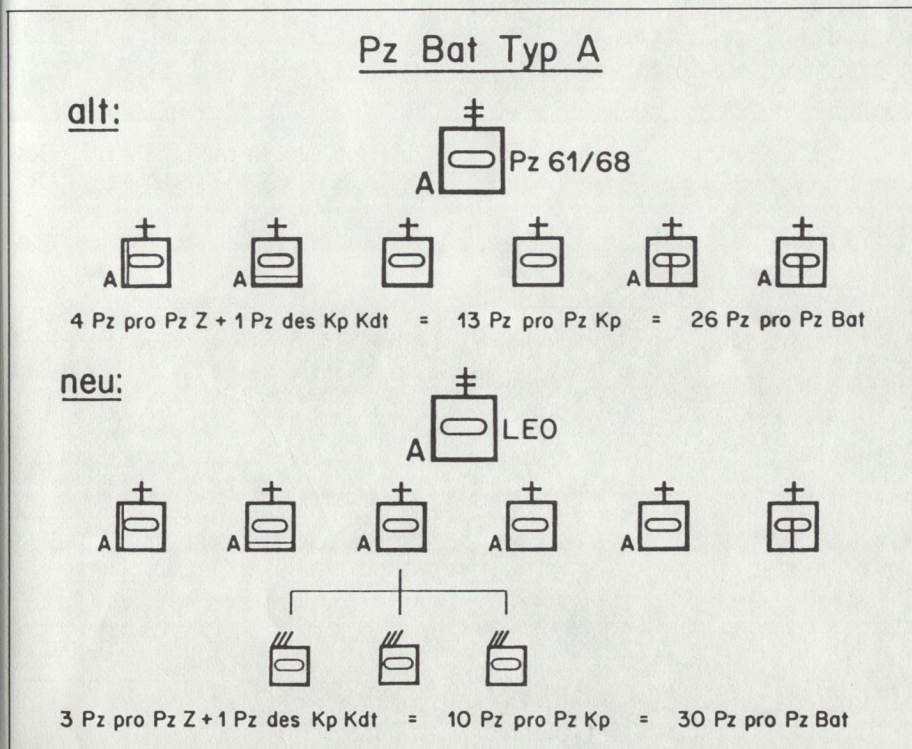 Pz Bat Typ A
alt:
A Pz 61/68
A A A A
4 Pz pro Pz Z + 1 Pz des Kp Kdt = 13 Pz pro Pz Kp = 26 Pz pro Pz Bat
neu:
A LEO
A A A A A
3 Pz pro Pz Z + 1 Pz des Kp Kdt = 10 Pz pro Pz Kp = 30 Pz pro Pz Bat